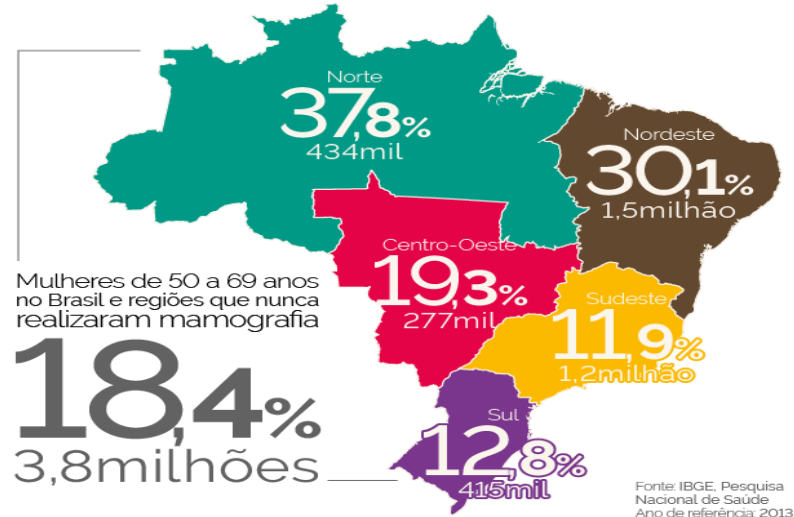 Norte
37,8%
434mil
Nordeste
30,1%
1,5milhão
Centro-Oeste
19,3%
277mil
Sudeste
11,9%
1,2milhão
Sul
12,8%
415mil
Mulheres de 50 a 69 anos
no Brasil e regiões que nunca
realizaram mamografia
18,4%
3,8milhões
Fonte: IBGE, Pesquisa
Nacional de Saúde
Ano de referência: 2013